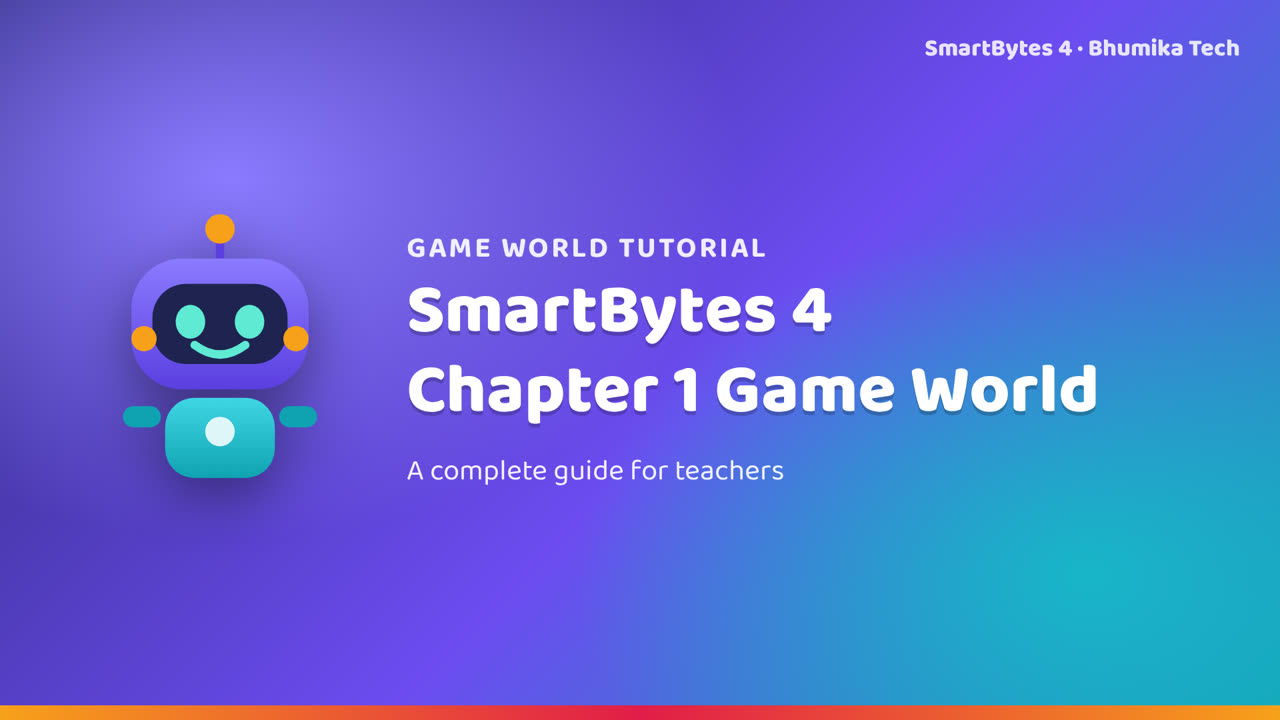 SmartBytes 4 · Bhumika Tech
GAME WORLD TUTORIAL
SmartBytes 4
Chapter 1 Game World
A complete guide for teachers